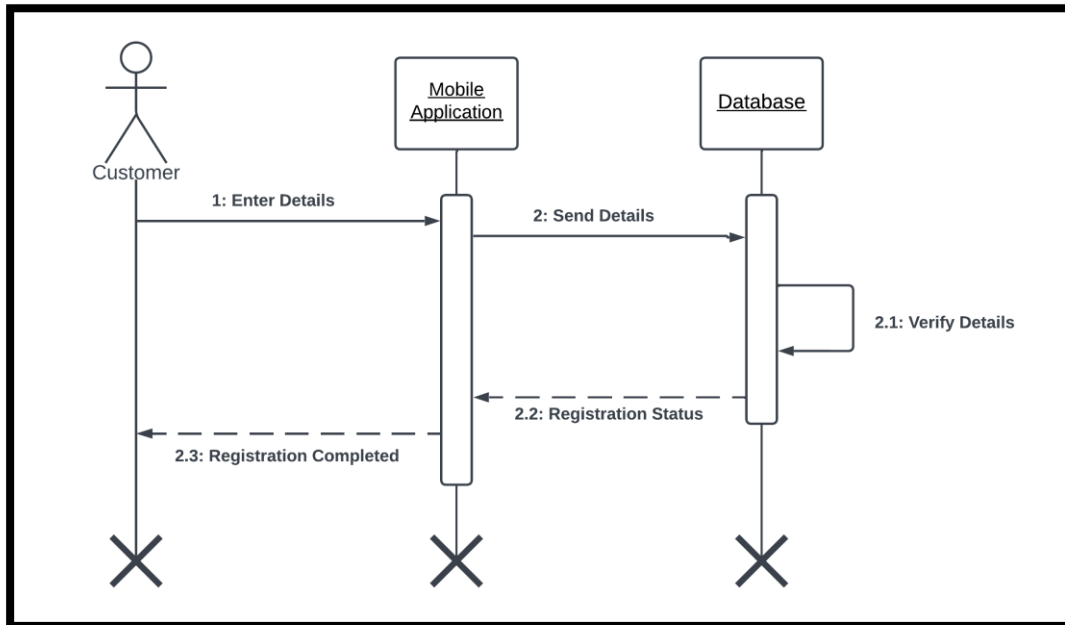 Mobile
Application
Database
Customer
1: Enter Details
2: Send Details
2.1: Verify Details
2.2: Registration Status
2.3: Registration Completed